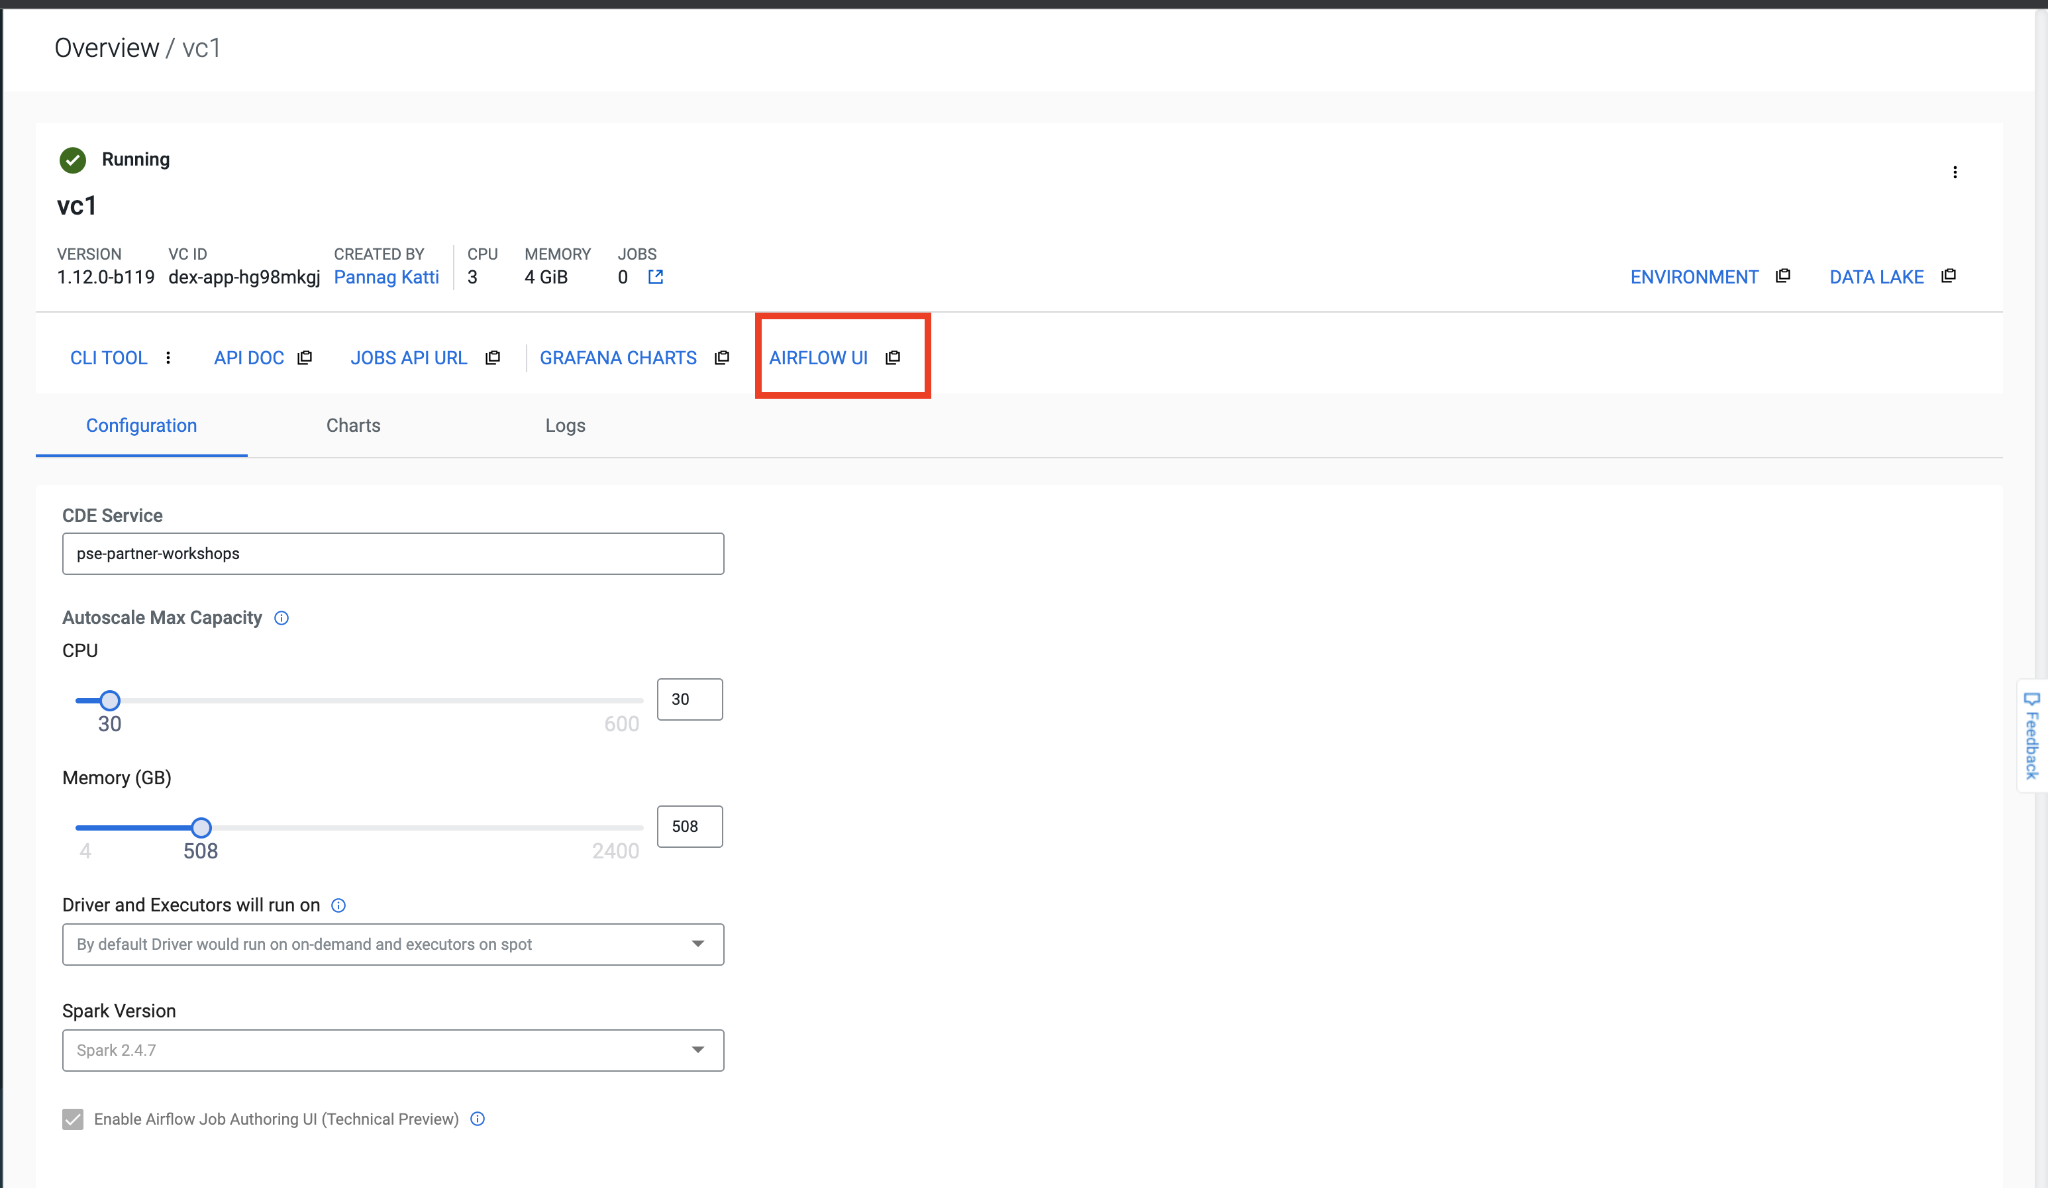 Overview / vc1
Running
vc1
VERSION VC ID CREATED BY CPU MEMORY JOBS
1.12.0-b119 dex-app-hg98mkgj Pannag Katti 3 4 GiB 0 ENVIRONMENT DATA LAKE
CLI TOOL API DOC JOBS API URL GRAFANA CHARTS AIRFLOW UI
Configuration Charts Logs
CDE Service
pse-partner-workshops
Autoscale Max Capacity
CPU
30
30 600
Feedback
Memory (GB)
508
4 508 2400
Driver and Executors will run on
By default Driver would run on on-demand and executors on spot
Spark Version
Spark 2.4.7
Enable Airflow Job Authoring UI (Technical Preview)